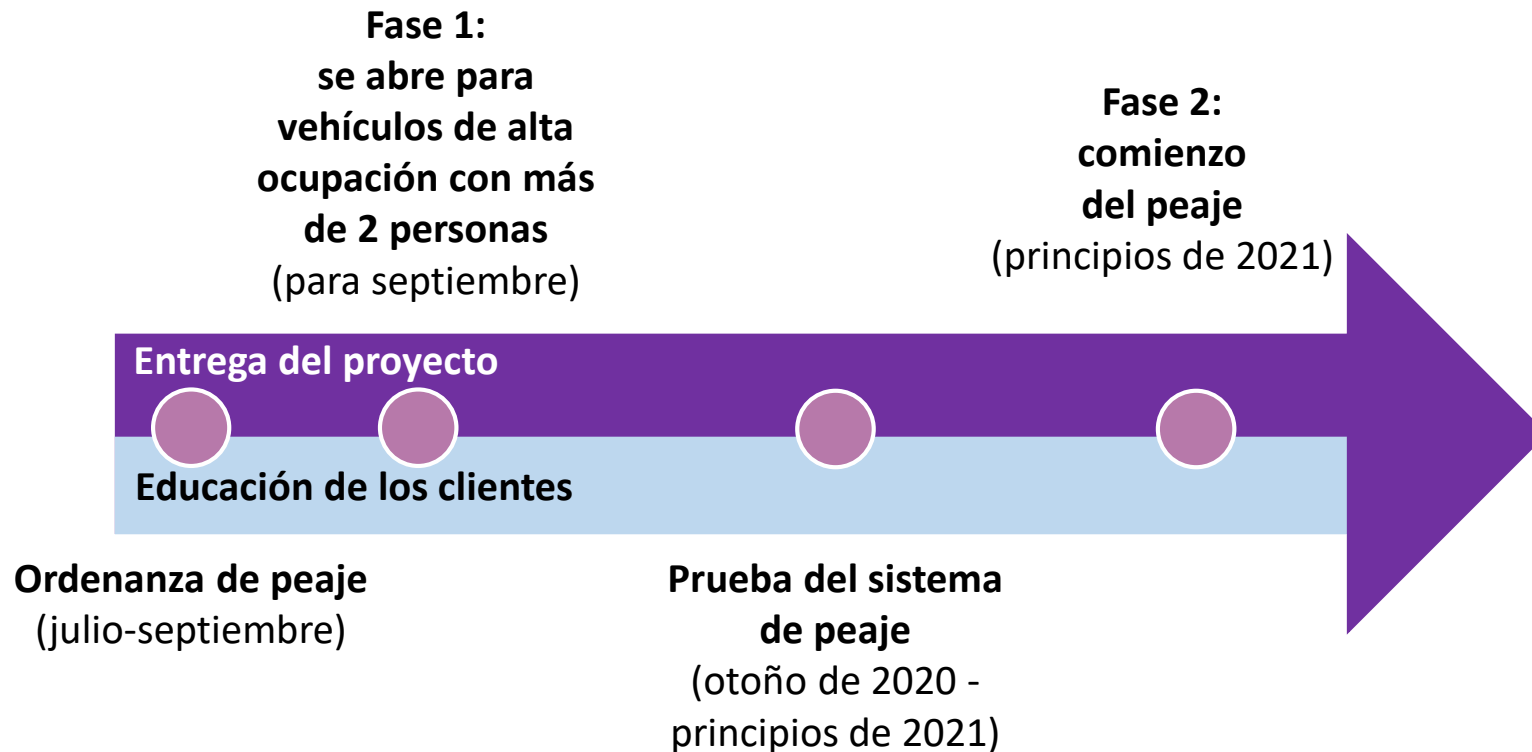 Fase 1:
se abre para
vehículos de alta
ocupación con más
de 2 personas
(para septiembre)
Fase 2:
comienzo
del peaje
(principios de 2021)
Entrega del proyecto
Educación de los clientes
Ordenanza de peaje
(julio-septiembre)
Prueba del sistema
de peaje
(otoño de 2020 -
principios de 2021)